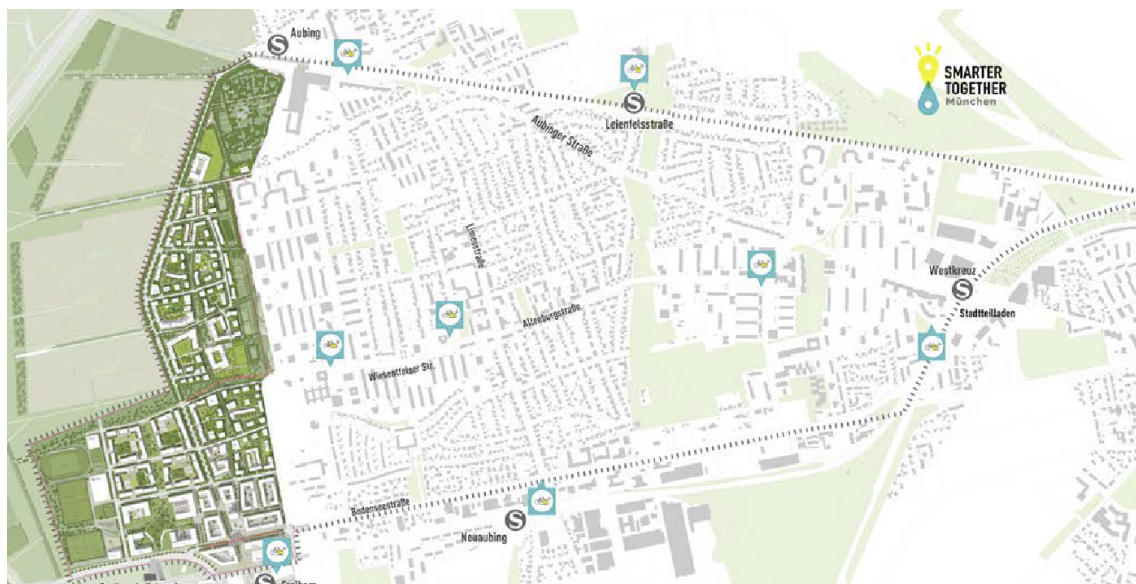 Aubing
SMARTER
TOGETHER
München
Leienfelsstraße
Aubinger Straße
Limesstraße
Westkreuz
Stadtteilladen
Altenburgstraße
Wiesentfelser Str.
Bodenseestraße
Neuaubing